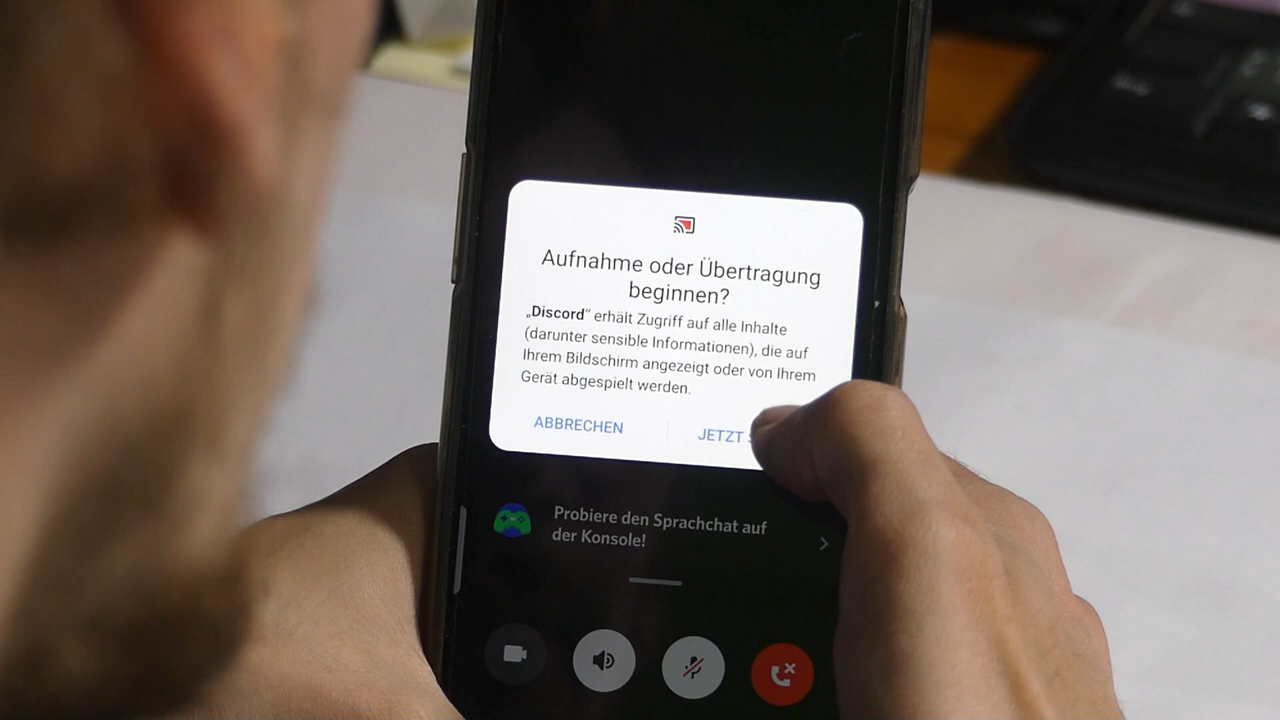 Aufnahme oder Übertragung
beginnen?
„Discord“ erhält Zugriff auf alle Inhalte
(darunter sensible Informationen), die auf
Ihrem Bildschirm angezeigt oder von Ihrem
Gerät abgespielt werden.
ABBRECHEN JETZT
Probiere den Sprachchat auf
der Konsole!